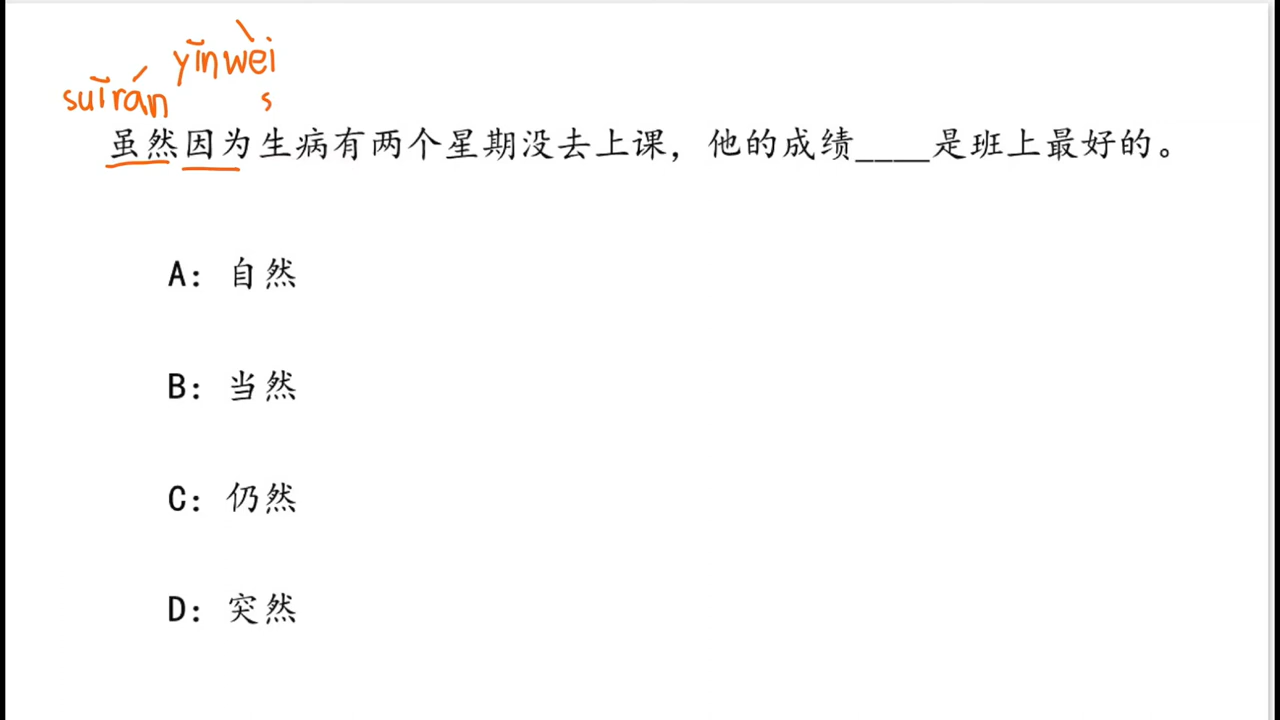 yīnwèi
suīrán s
虽然因为生病有两个星期没去上课，他的成绩____是班上最好的。
A: 自然
B: 当然
C: 仍然
D: 突然